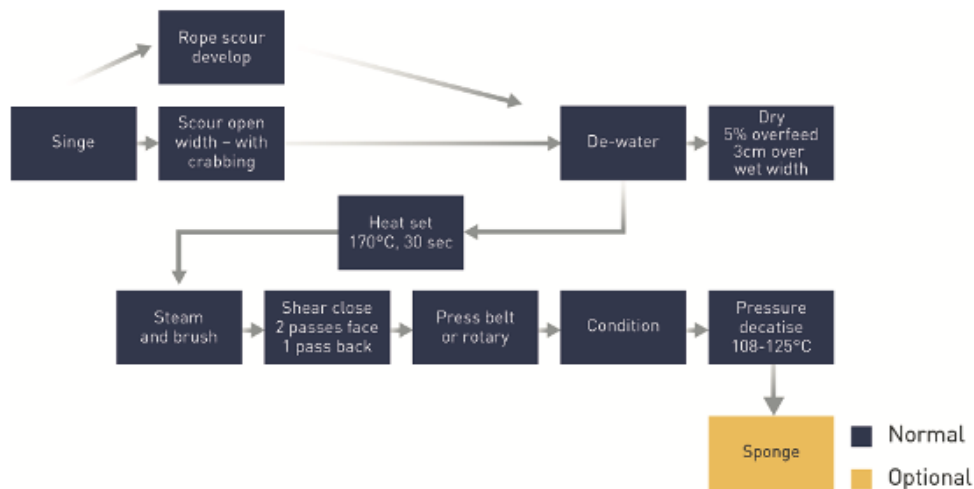 Rope scour
develop
Singe
Scour open
width – with
crabbing
De-water
Dry
5% overfeed
3cm over
wet width
Heat set
170°C, 30 sec
Steam
and brush
Shear close
2 passes face
1 pass back
Press belt
or rotary
Condition
Pressure
decatise
108-125°C
Sponge
Normal
Optional